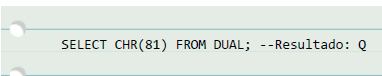 SELECT CHR(81) FROM DUAL; --Resultado: Q